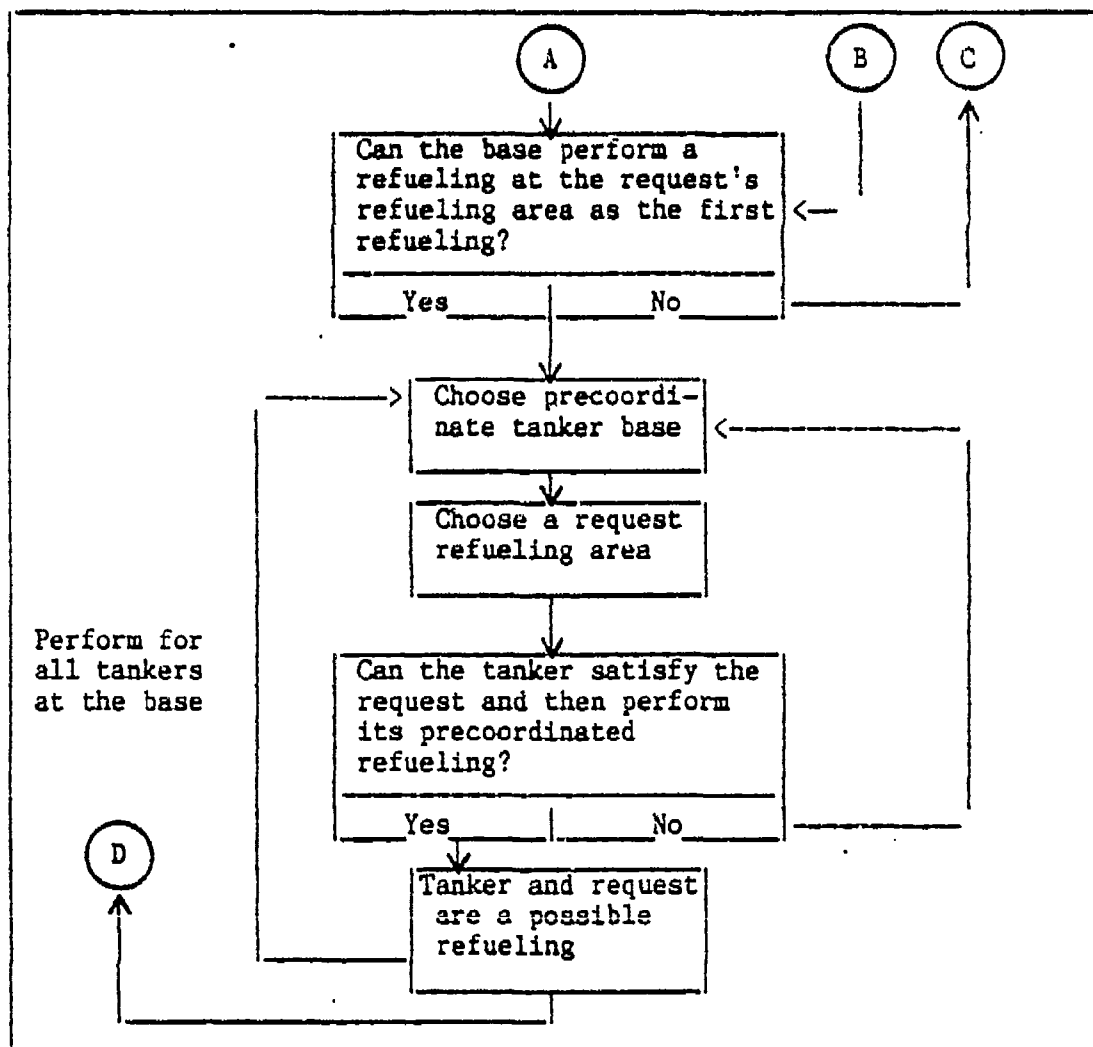 A
B
C
Can the base perform a
refueling at the request's
refueling area as the first
refueling?
Yes
No
Choose precoordi-
nate tanker base
Choose a request
refueling area
Perform for
all tankers
at the base
Can the tanker satisfy the
request and then perform
its precoordinated
refueling?
Yes
No
D
Tanker and request
are a possible
refueling